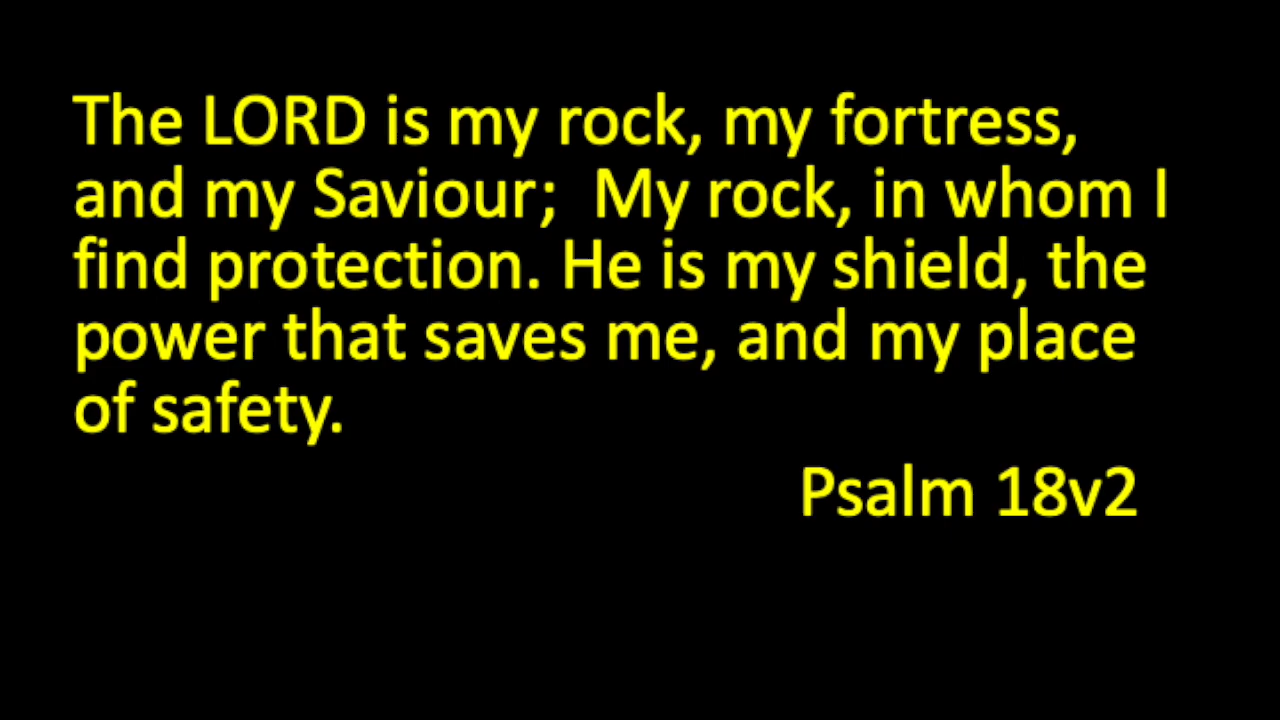 The LORD is my rock, my fortress,
and my Saviour;  My rock, in whom I
find protection. He is my shield, the
power that saves me, and my place
of safety.
Psalm 18v2